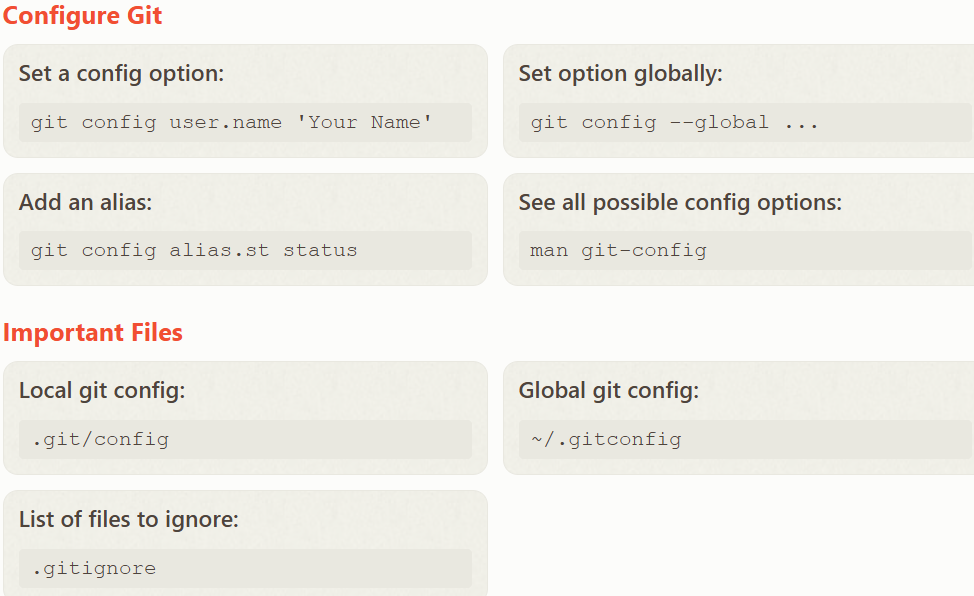 Configure Git
Set a config option:
git config user.name 'Your Name'
Set option globally:
git config --global ...
Add an alias:
git config alias.st status
See all possible config options:
man git-config
Important Files
Local git config:
.git/config
Global git config:
~/.gitconfig
List of files to ignore:
.gitignore